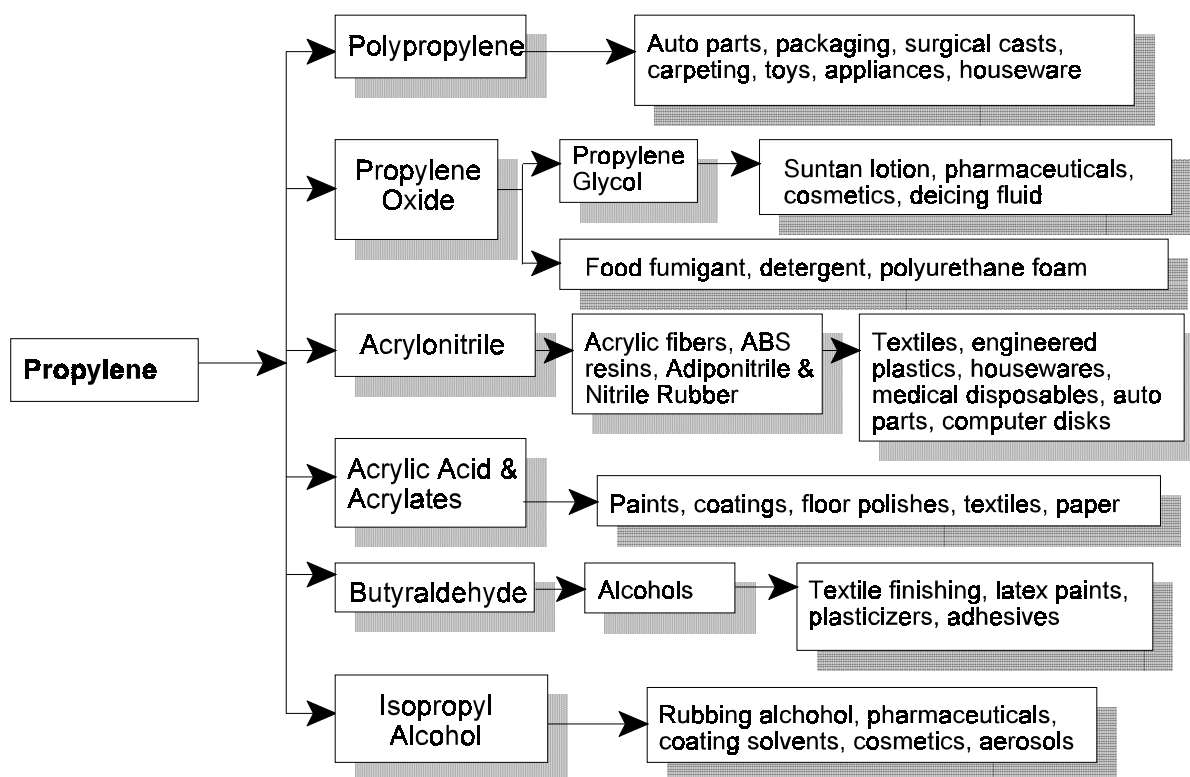 Polypropylene
Auto parts, packaging, surgical casts,
carpeting, toys, appliances, houseware
Propylene
Oxide
Propylene
Glycol
Suntan lotion, pharmaceuticals,
cosmetics, deicing fluid
Food fumigant, detergent, polyurethane foam
Propylene
Acrylonitrile
Acrylic fibers, ABS
resins, Adiponitrile &
Nitrile Rubber
Textiles, engineered
plastics, housewares,
medical disposables, auto
parts, computer disks
Acrylic Acid &
Acrylates
Paints, coatings, floor polishes, textiles, paper
Butyraldehyde
Alcohols
Textile finishing, latex paints,
plasticizers, adhesives
Isopropyl
Alcohol
Rubbing alchohol, pharmaceuticals,
coating solvents, cosmetics, aerosols